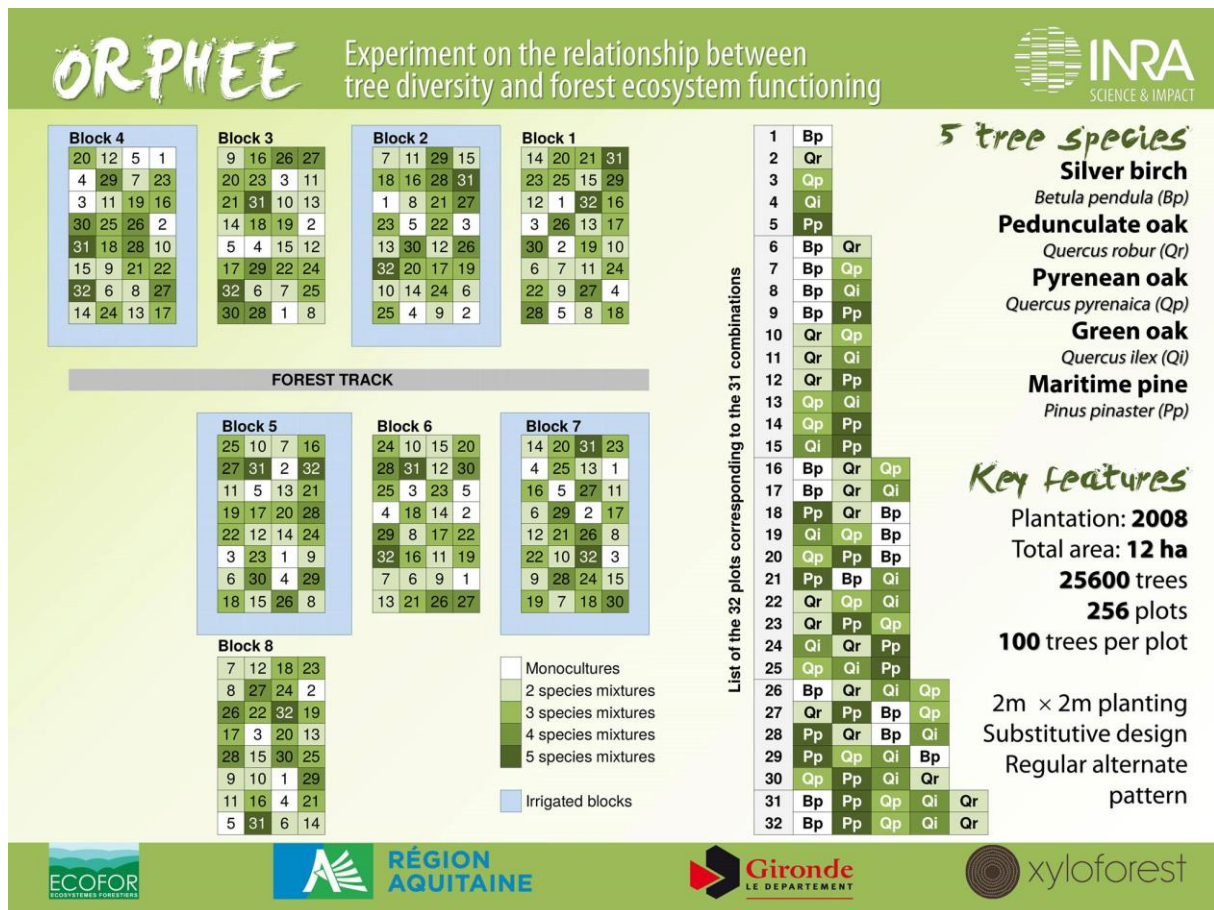 ORPHEE
Experiment on the relationship between
tree diversity and forest ecosystem functioning
INRA
SCIENCE & IMPACT
Block 4
20 12 5 1
4 29 7 23
3 11 19 16
30 25 26 2
31 18 28 10
15 9 21 22
32 6 8 27
14 24 13 17
Block 3
9 16 26 27
20 23 3 11
21 31 10 13
14 18 19 2
5 4 15 12
17 29 22 24
32 6 7 25
30 28 1 8
Block 2
7 11 29 15
18 16 28 31
1 8 21 27
23 5 22 3
13 30 12 26
32 20 17 19
10 14 24 6
25 4 9 2
Block 1
14 20 21 31
23 25 15 29
12 1 32 16
3 26 13 17
30 2 19 10
6 7 11 24
22 9 27 4
28 5 8 18
FOREST TRACK
Block 5
25 10 7 16
27 31 2 32
11 5 13 21
19 17 20 28
22 12 14 24
3 23 1 9
6 30 4 29
18 15 26 8
Block 6
24 10 15 20
28 31 12 30
25 3 23 5
4 18 14 2
29 8 17 22
32 16 11 19
7 6 9 1
13 21 26 27
Block 7
14 20 31 23
4 25 13 1
16 5 27 11
6 29 2 17
12 21 26 8
22 10 32 3
9 28 24 15
19 7 18 30
Block 8
7 12 18 23
8 27 24 2
26 22 32 19
17 3 20 13
28 15 30 25
9 10 1 29
11 16 4 21
5 31 6 14
Monocultures
2 species mixtures
3 species mixtures
4 species mixtures
5 species mixtures
Irrigated blocks
List of the 32 plots corresponding to the 31 combinations
1 Bp
2 Qr
3 Qp
4 Qi
5 Pp
6 Bp Qr
7 Bp Qp
8 Bp Qi
9 Bp Pp
10 Qr Qp
11 Qr Qi
12 Qr Pp
13 Qp Qi
14 Qp Pp
15 Qi Pp
16 Bp Qr Qp
17 Bp Qr Qi
18 Pp Qr Bp
19 Qi Qp Bp
20 Qp Pp Bp
21 Pp Bp Qi
22 Qr Qp Qi
23 Qr Pp Qp
24 Qi Qr Pp
25 Qp Qi Pp
26 Bp Qr Qi Qp
27 Qr Pp Bp Qp
28 Pp Qr Bp Qi
29 Pp Qp Qi Bp
30 Qp Pp Qi Qr
31 Bp Pp Qp Qi Qr
32 Bp Pp Qp Qi Qr
5 tree species
Silver birch
Betula pendula (Bp)
Pedunculate oak
Quercus robur (Qr)
Pyrenean oak
Quercus pyrenaica (Qp)
Green oak
Quercus ilex (Qi)
Maritime pine
Pinus pinaster (Pp)
Key features
Plantation: 2008
Total area: 12 ha
25600 trees
256 plots
100 trees per plot
2m × 2m planting
Substitutive design
Regular alternate
pattern
ECOFOR
ECOSYSTEMES FORESTIERS
RÉGION
AQUITAINE
Gironde
LE DEPARTEMENT
xyloforest